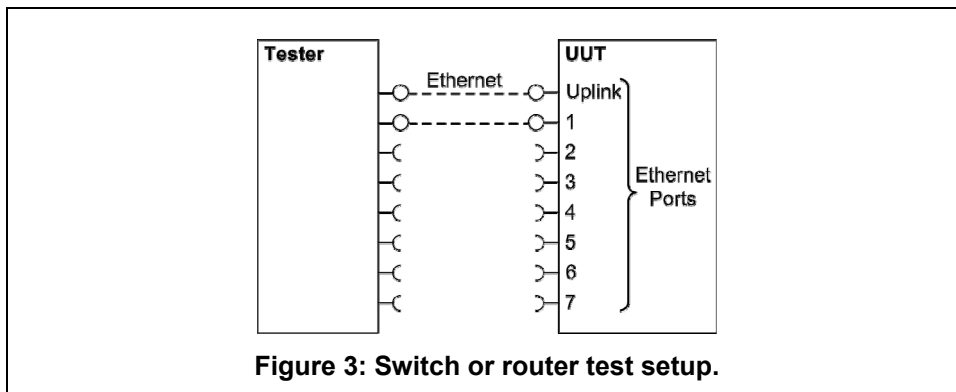 Tester
UUT
Ethernet
Uplink
1
2
3
4
5
6
7
Ethernet
Ports
Figure 3: Switch or router test setup.